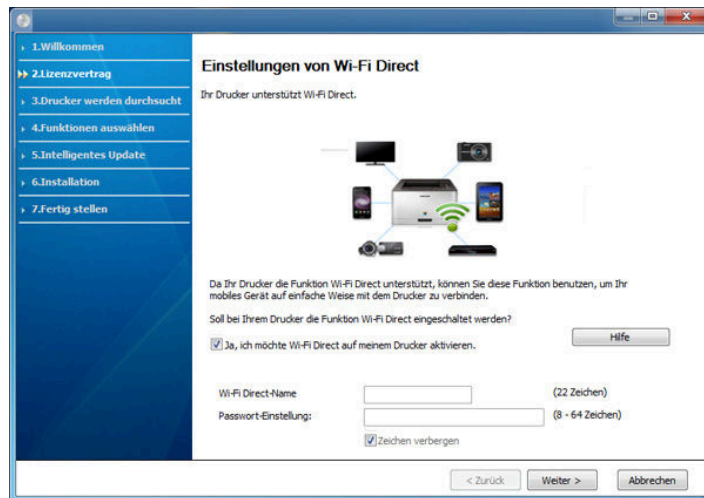 1.Willkommen
2.Lizenzvertrag
3.Drucker werden durchsucht
4.Funktionen auswählen
5.Intelligentes Update
6.Installation
7.Fertig stellen
Einstellungen von Wi-Fi Direct
Ihr Drucker unterstützt Wi-Fi Direct.
Da Ihr Drucker die Funktion Wi-Fi Direct unterstützt, können Sie diese Funktion benutzen, um Ihr
mobiles Gerät auf einfache Weise mit dem Drucker zu verbinden.
Soll bei Ihrem Drucker die Funktion Wi-Fi Direct eingeschaltet werden?
Ja, ich möchte Wi-Fi Direct auf meinem Drucker aktivieren.
Hilfe
Wi-Fi Direct-Name (22 Zeichen)
Passwort-Einstellung: (8 - 64 Zeichen)
Zeichen verbergen
< Zurück Weiter > Abbrechen